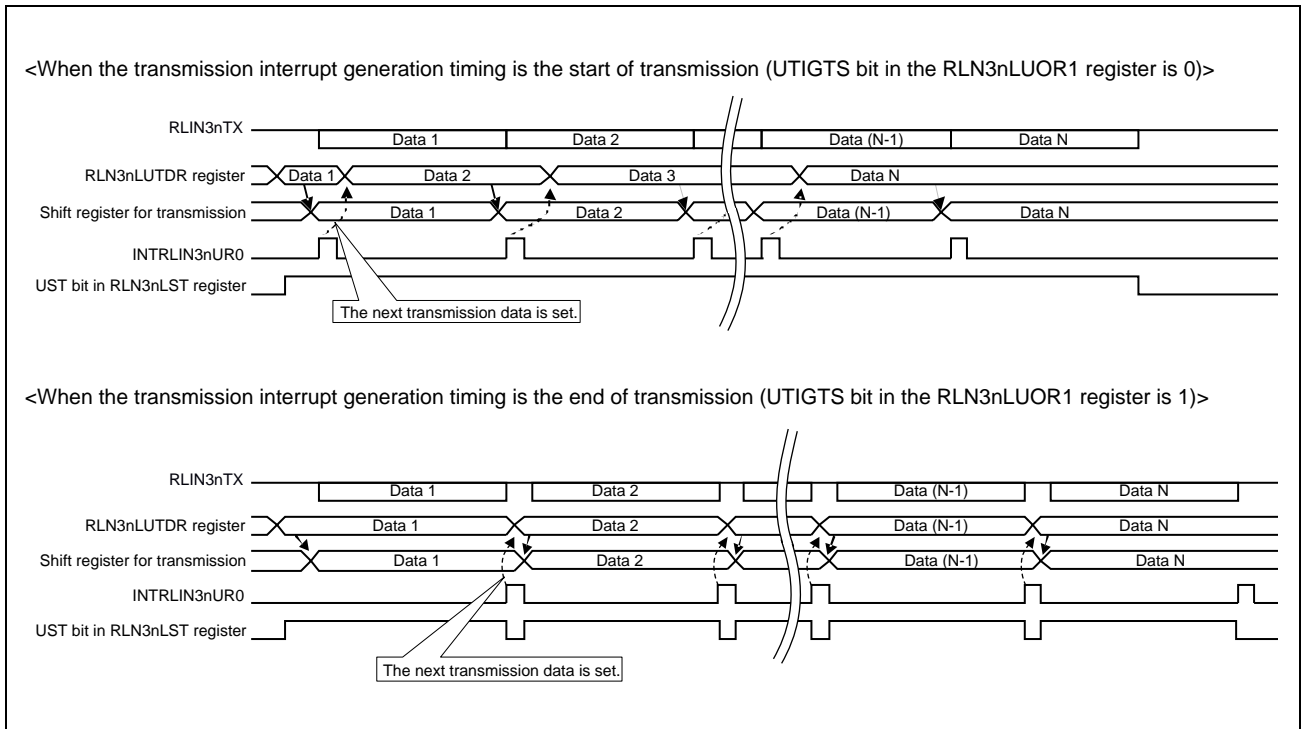 <When the transmission interrupt generation timing is the start of transmission (UTIGTS bit in the RLN3nLUOR1 register is 0)>
RLIN3nTX
Data 1 Data 2 Data (N-1) Data N
RLN3nLUTDR register
Data 1 Data 2 Data 3 Data N
Shift register for transmission
Data 1 Data 2 Data (N-1) Data N
INTRLIN3nUR0
UST bit in RLN3nLST register
The next transmission data is set.
<When the transmission interrupt generation timing is the end of transmission (UTIGTS bit in the RLN3nLUOR1 register is 1)>
RLIN3nTX
Data 1 Data 2 Data (N-1) Data N
RLN3nLUTDR register
Data 1 Data 2 Data (N-1) Data N
Shift register for transmission
Data 1 Data 2 Data (N-1) Data N
INTRLIN3nUR0
UST bit in RLN3nLST register
The next transmission data is set.